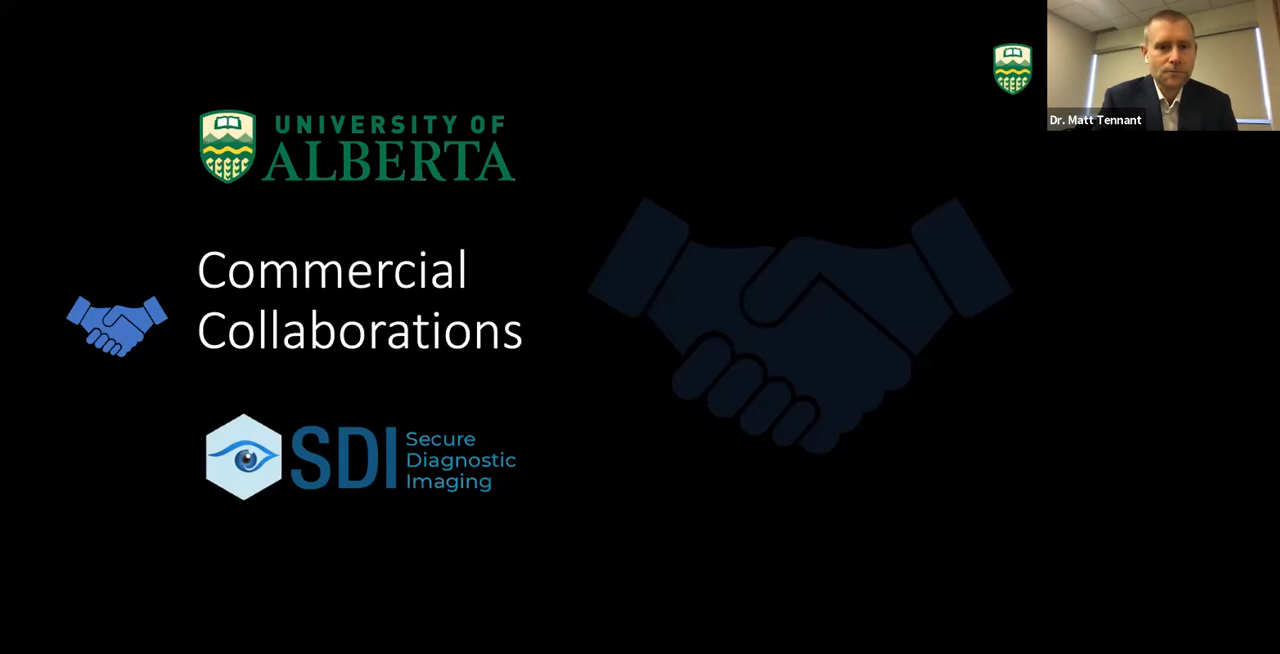 UNIVERSITY OF
ALBERTA
Dr. Matt Tennant
Commercial
Collaborations
SDI
Secure
Diagnostic
Imaging